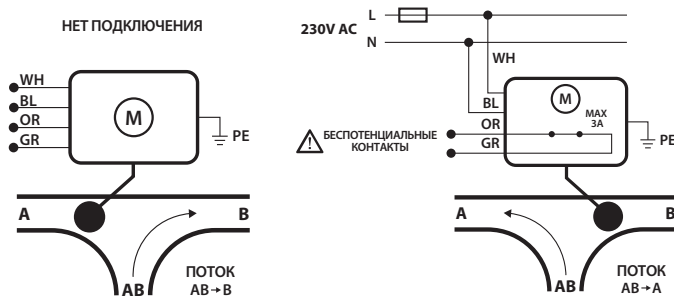 НЕТ ПОДКЛЮЧЕНИЯ
WH
BL
OR
GR
M
PE
A
B
AB
ПОТОК
AB→B
L
230V AC
N
WH
BL
M
MAX
3A
OR
GR
БЕСПОТЕНЦИАЛЬНЫЕ
КОНТАКТЫ
PE
A
B
AB
ПОТОК
AB→A